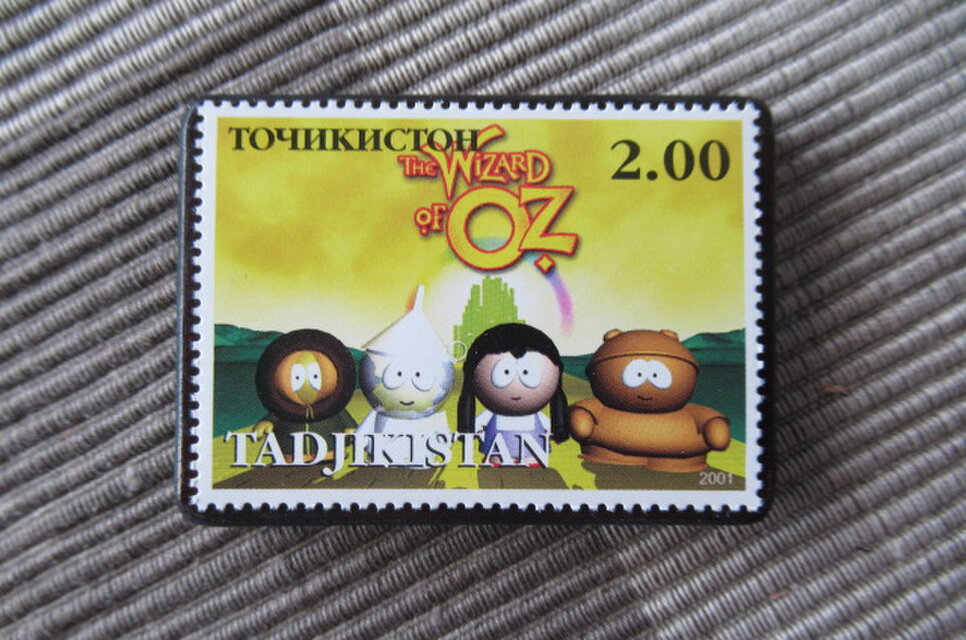 ТОЧИКИСТОН
2.00
THE WIZARD
OF OZ
TADJIKISTAN
2001